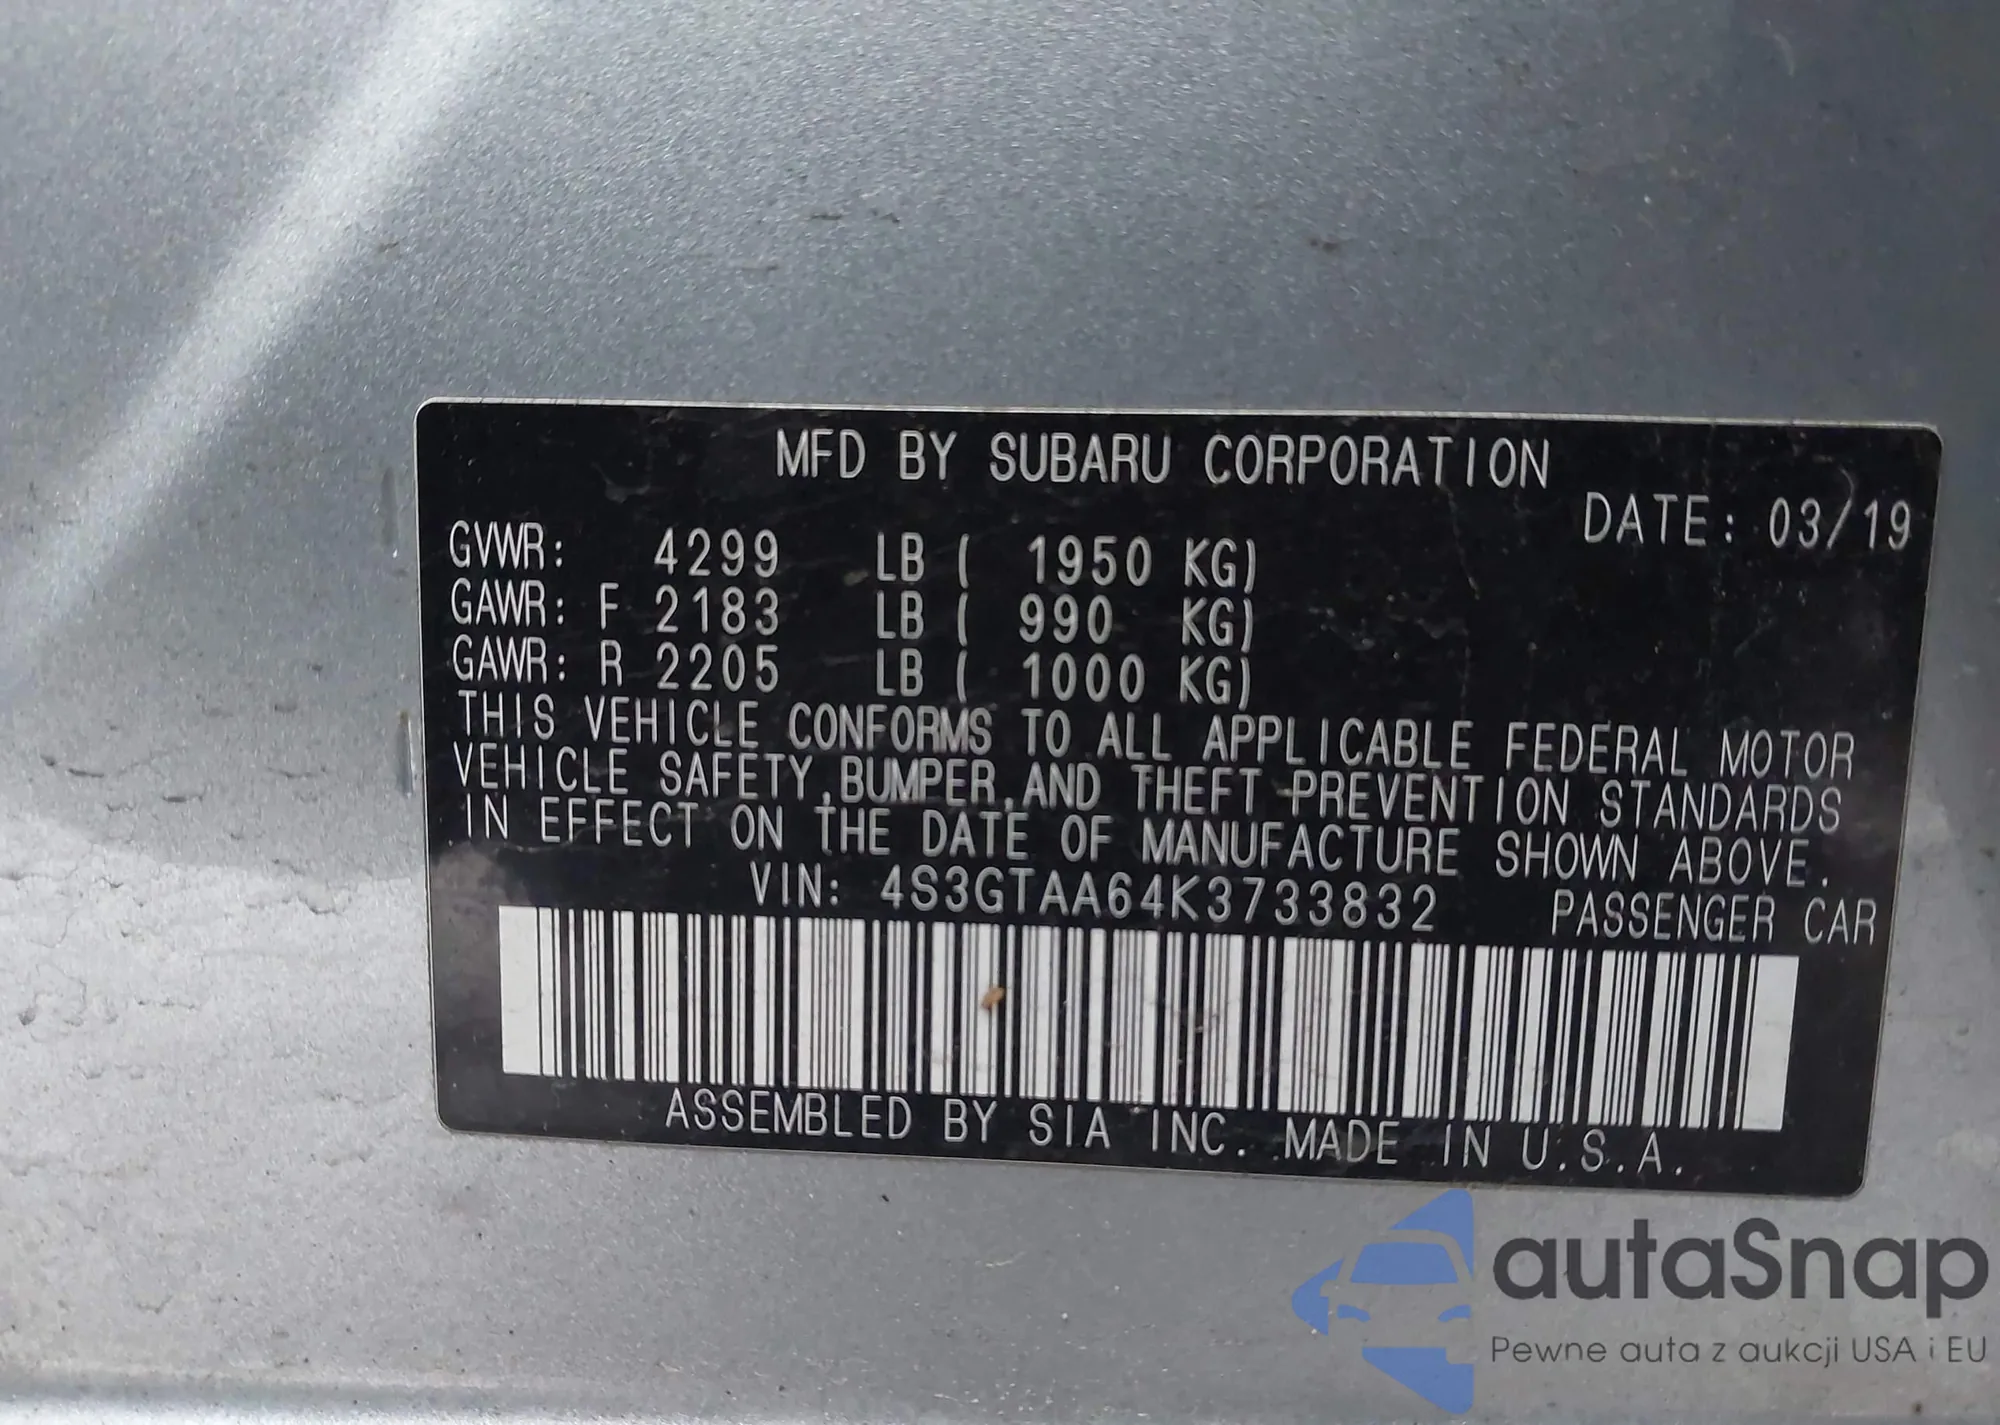 MFD BY SUBARU CORPORATION
DATE: 03/19
GVWR: 4299 LB ( 1950 KG)
GAWR: F 2183 LB ( 990 KG)
GAWR: R 2205 LB ( 1000 KG)
THIS VEHICLE CONFORMS TO ALL APPLICABLE FEDERAL MOTOR
VEHICLE SAFETY,BUMPER,AND THEFT PREVENTION STANDARDS
IN EFFECT ON THE DATE OF MANUFACTURE SHOWN ABOVE.
VIN: 4S3GTAA64K3733832 PASSENGER CAR
ASSEMBLED BY SIA INC. MADE IN U.S.A.
autaSnap
Pewne auta z aukcji USA i EU